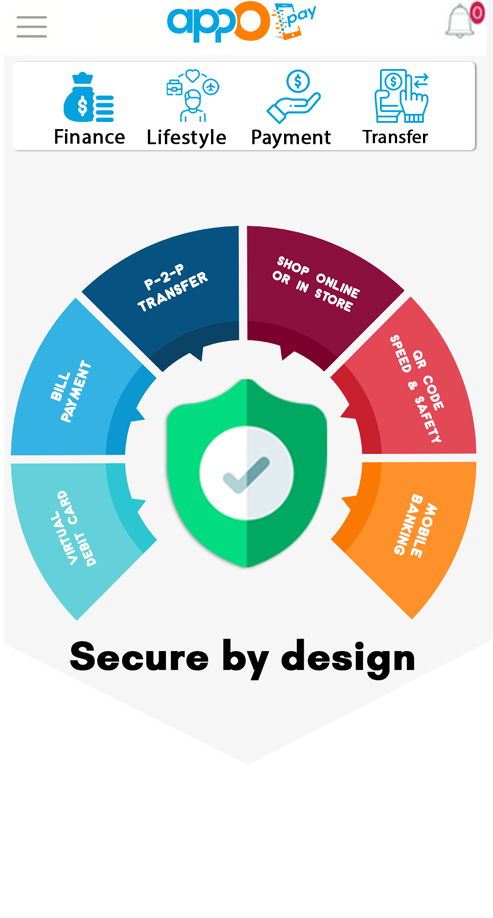 appO pay
0
Finance Lifestyle Payment Transfer
P-2-P
TRANSFER
SHOP ONLINE
OR IN STORE
BILL
PAYMENT
QR CODE
SPEED & SAFETY
VIRTUAL
DEBIT CARD
MOBILE
BANKING
Secure by design